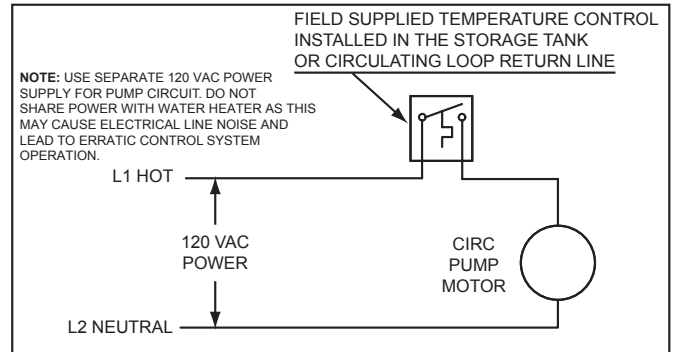 FIELD SUPPLIED TEMPERATURE CONTROL
INSTALLED IN THE STORAGE TANK
OR CIRCULATING LOOP RETURN LINE
NOTE: USE SEPARATE 120 VAC POWER
SUPPLY FOR PUMP CIRCUIT. DO NOT
SHARE POWER WITH WATER HEATER AS THIS
MAY CAUSE ELECTRICAL LINE NOISE AND
LEAD TO ERRATIC CONTROL SYSTEM
OPERATION.
L1 HOT
120 VAC
POWER
CIRC
PUMP
MOTOR
L2 NEUTRAL